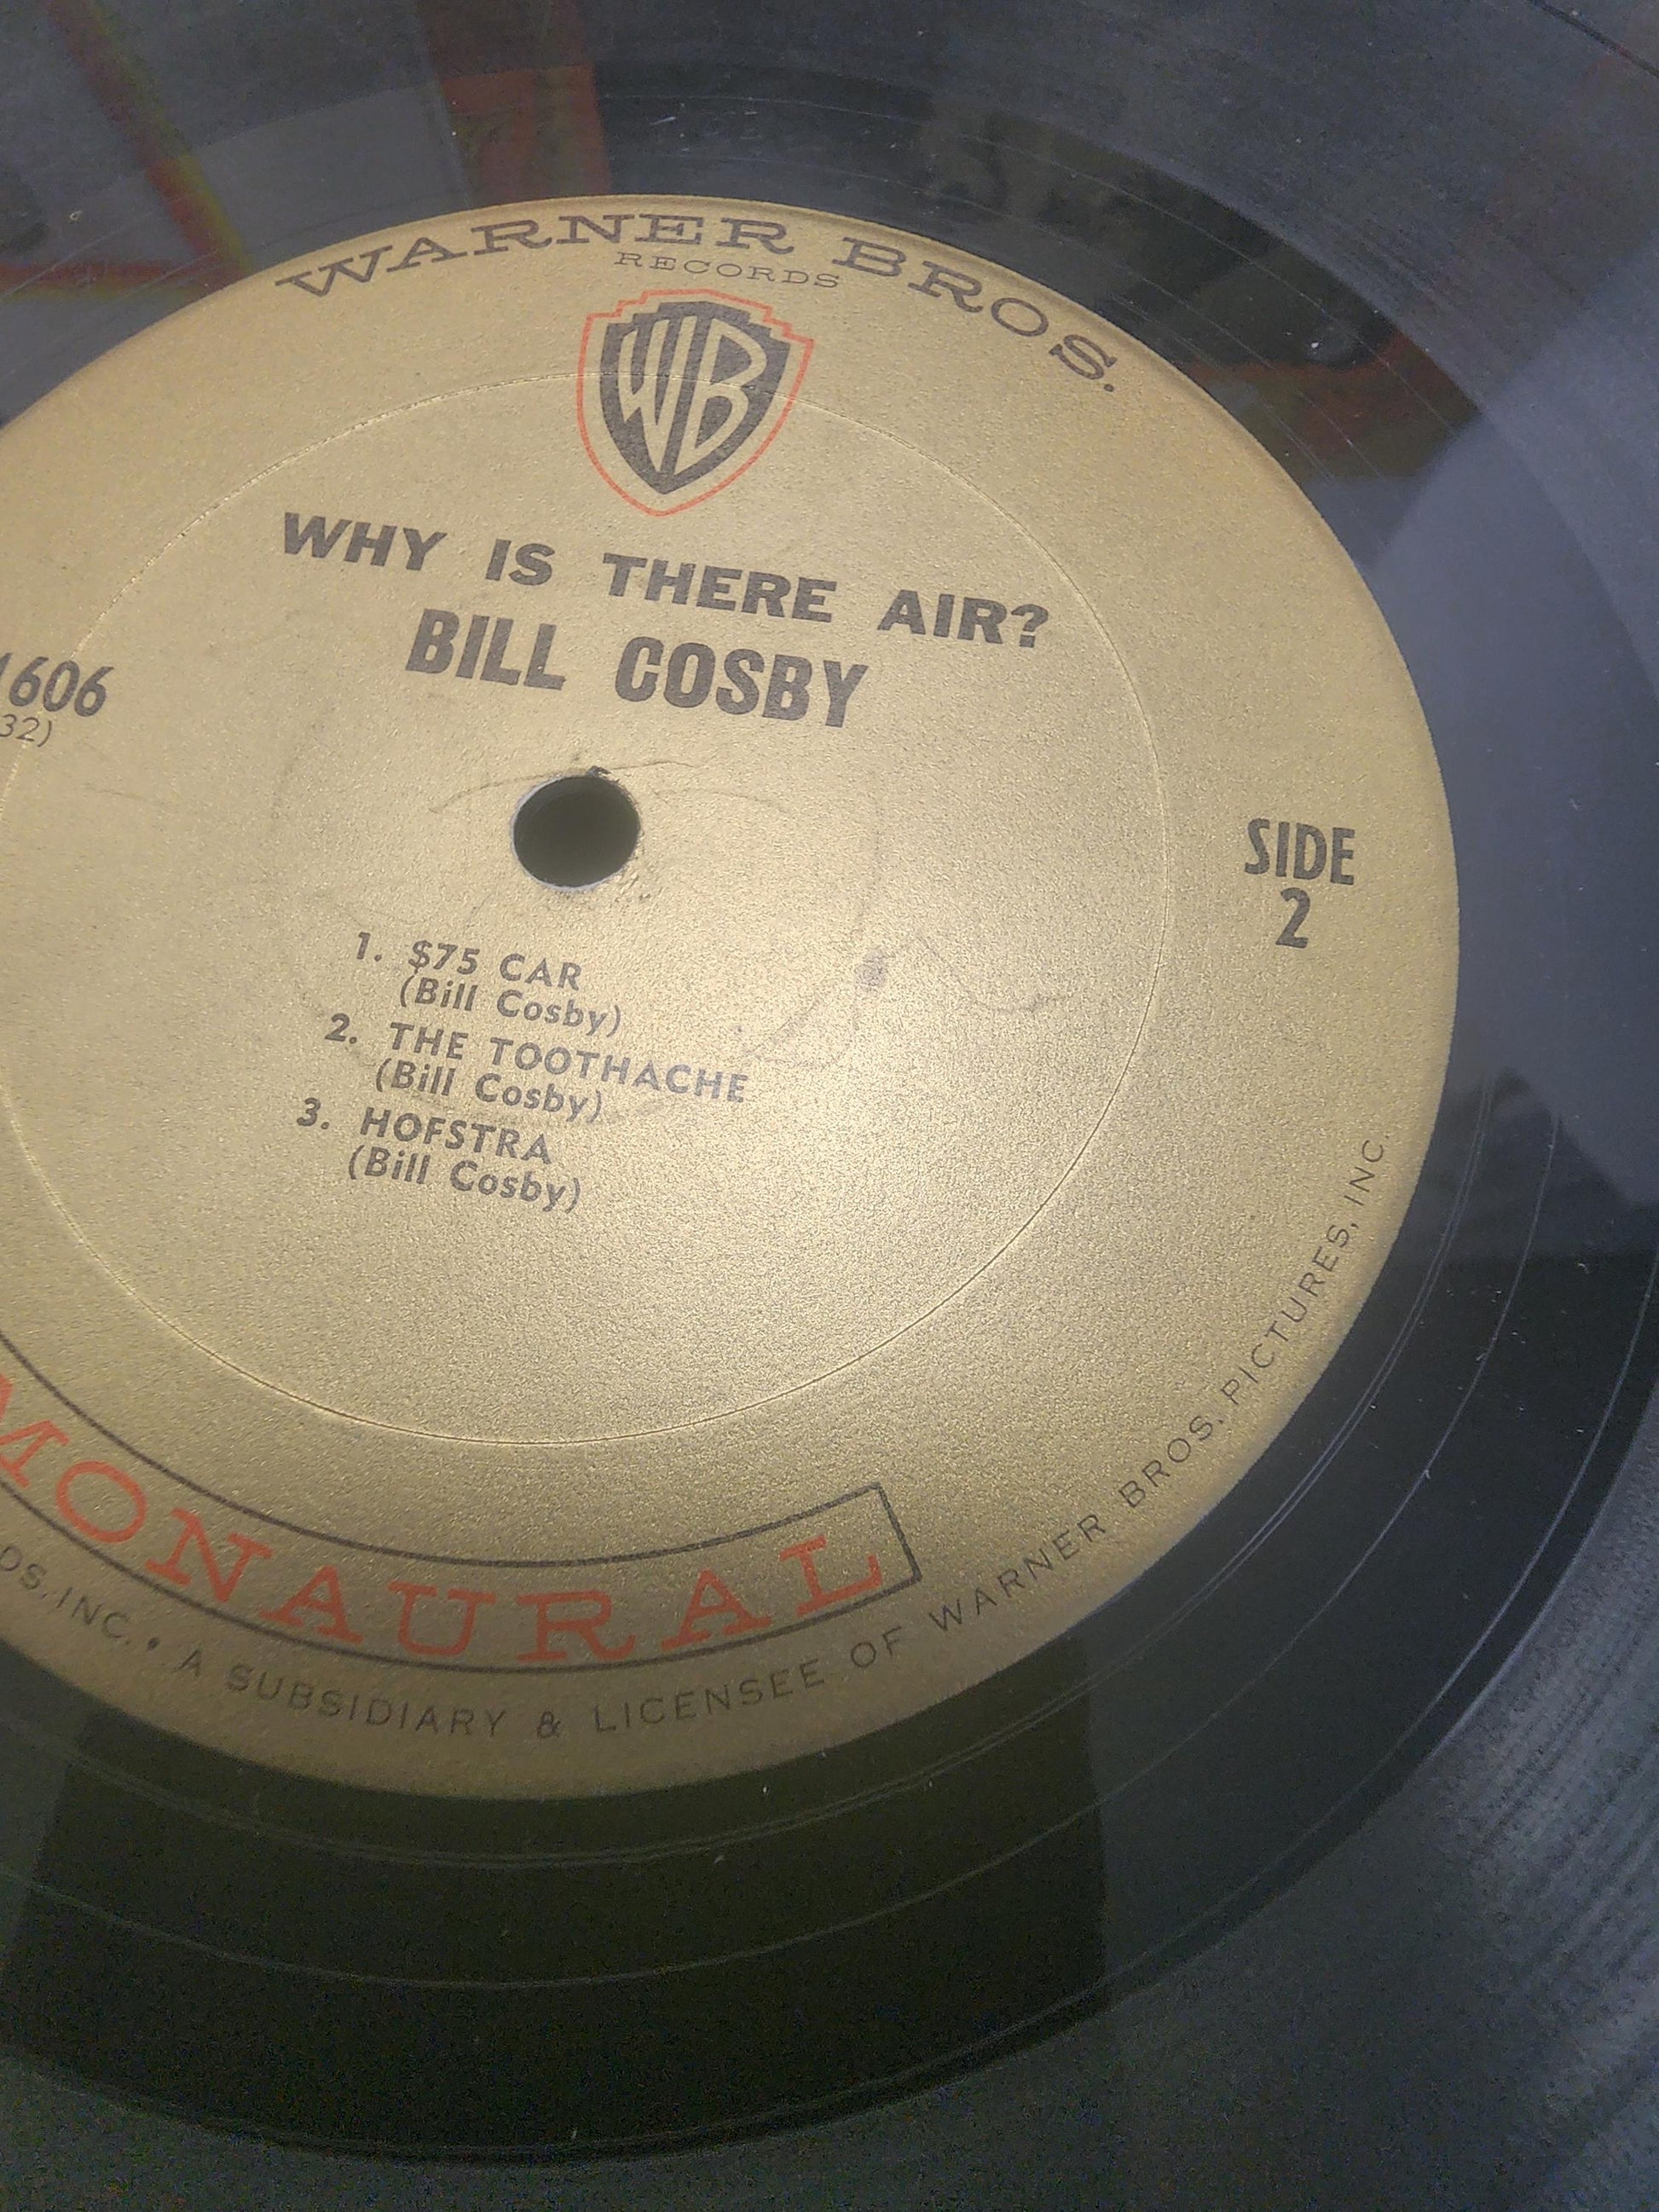 WARNER BROS.
RECORDS
WB
WHY IS THERE AIR?
BILL COSBY
1606
32)
SIDE
2
1. $75 CAR
(Bill Cosby)
2. THE TOOTHACHE
(Bill Cosby)
3. HOFSTRA
(Bill Cosby)
MONAURAL
DS, INC. • A SUBSIDIARY & LICENSEE OF WARNER BROS. PICTURES, INC.